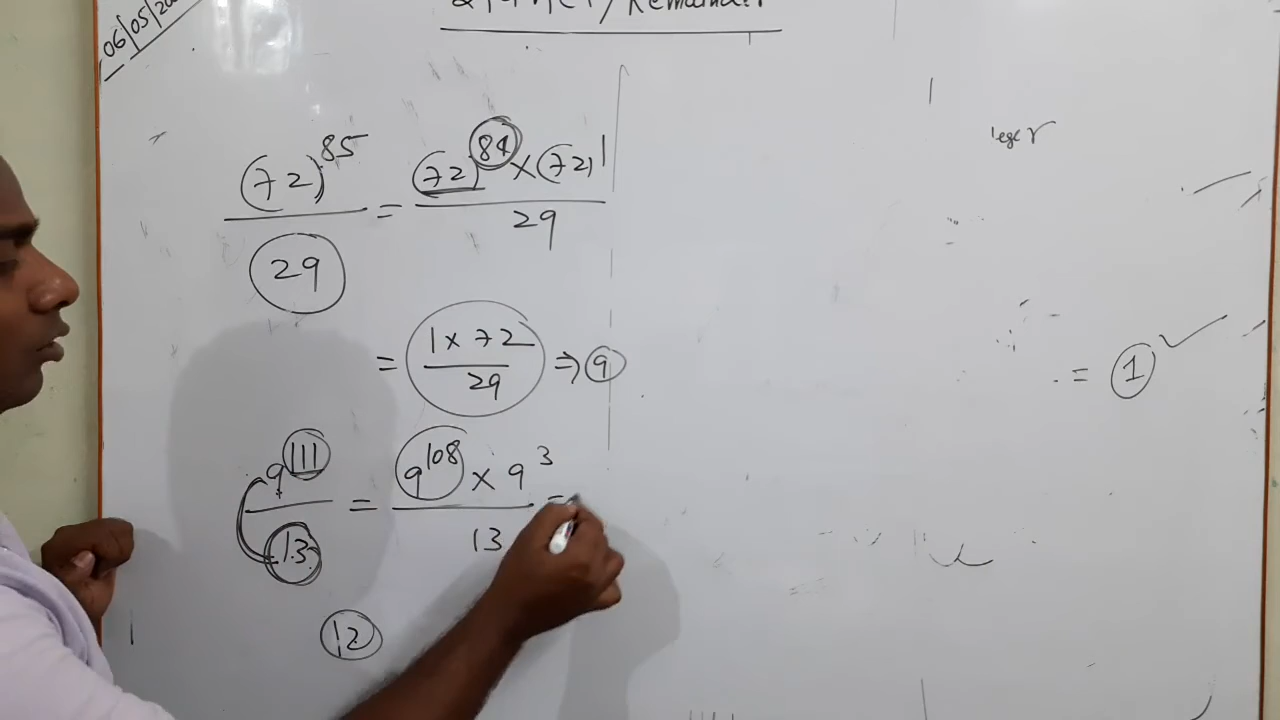 06/05/20
Remainder
(72)^85 / 29 = (72)^84 × (72)^1 / 29
= 1 × 72 / 29 ⇒ 9
9^111 / 13 = 9^108 × 9^3 / 13 =
12
= 1 ✓